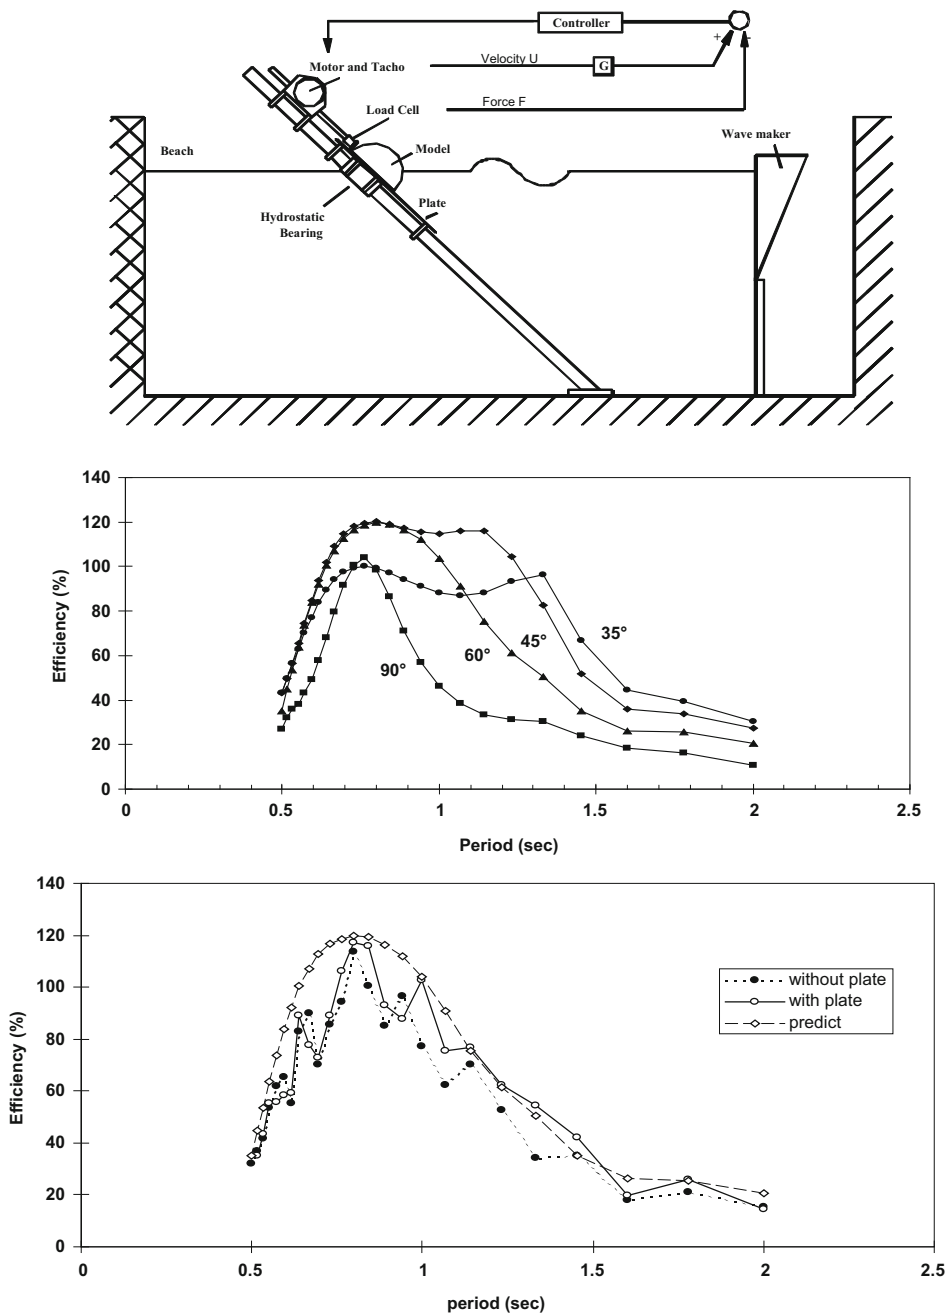 Controller
+ -
Velocity U
G
Motor and Tacho
Force F
Load Cell
Wave maker
Beach
Model
Plate
Hydrostatic
Bearing
140
120
100
80
60
40
20
0
Efficiency (%)
90°
60°
45°
35°
0 0.5 1 1.5 2 2.5
Period (sec)
140
120
100
80
60
40
20
0
Efficiency (%)
without plate
with plate
predict
0 0.5 1 1.5 2 2.5
period (sec)